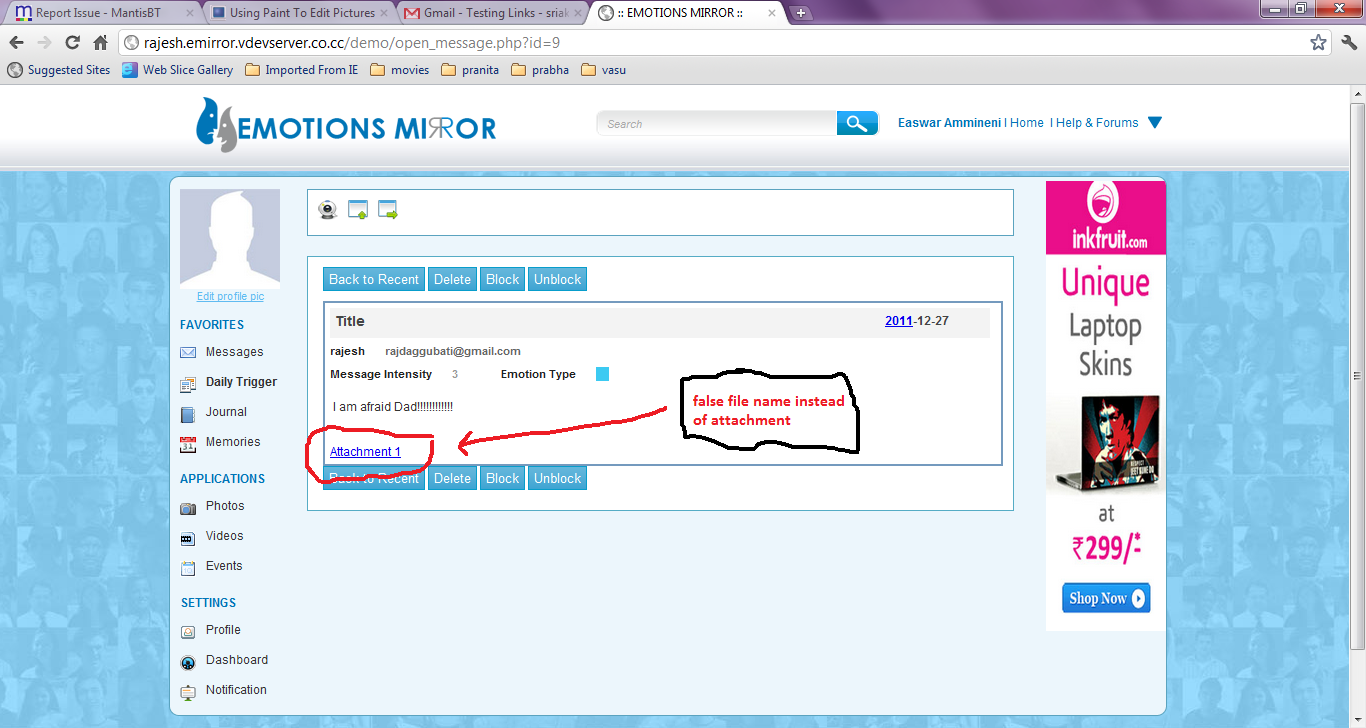 Report Issue - MantisBT
Using Paint To Edit Pictures
Gmail - Testing Links - sriak
:: EMOTIONS MIRROR ::
rajesh.emirror.vdevserver.co.cc/demo/open_message.php?id=9
Suggested Sites Web Slice Gallery Imported From IE movies pranita prabha vasu
EMOTIONS MIRROR
Search
Easwar Ammineni | Home | Help & Forums
Edit profile pic
FAVORITES
Messages
Daily Trigger
Journal
31
Memories
APPLICATIONS
Photos
Videos
Events
SETTINGS
Profile
Dashboard
Notification
Back to Recent Delete Block Unblock
Title 2011-12-27
rajesh rajdaggubati@gmail.com
Message Intensity 3 Emotion Type
I am afraid Dad!!!!!!!!!!!!
Attachment 1
Back to Recent Delete Block Unblock
false file name instead
of attachment
inkfruit.com
Unique
Laptop
Skins
RESPECT
JEET KUNE DO
at
₹299/-*
Shop Now